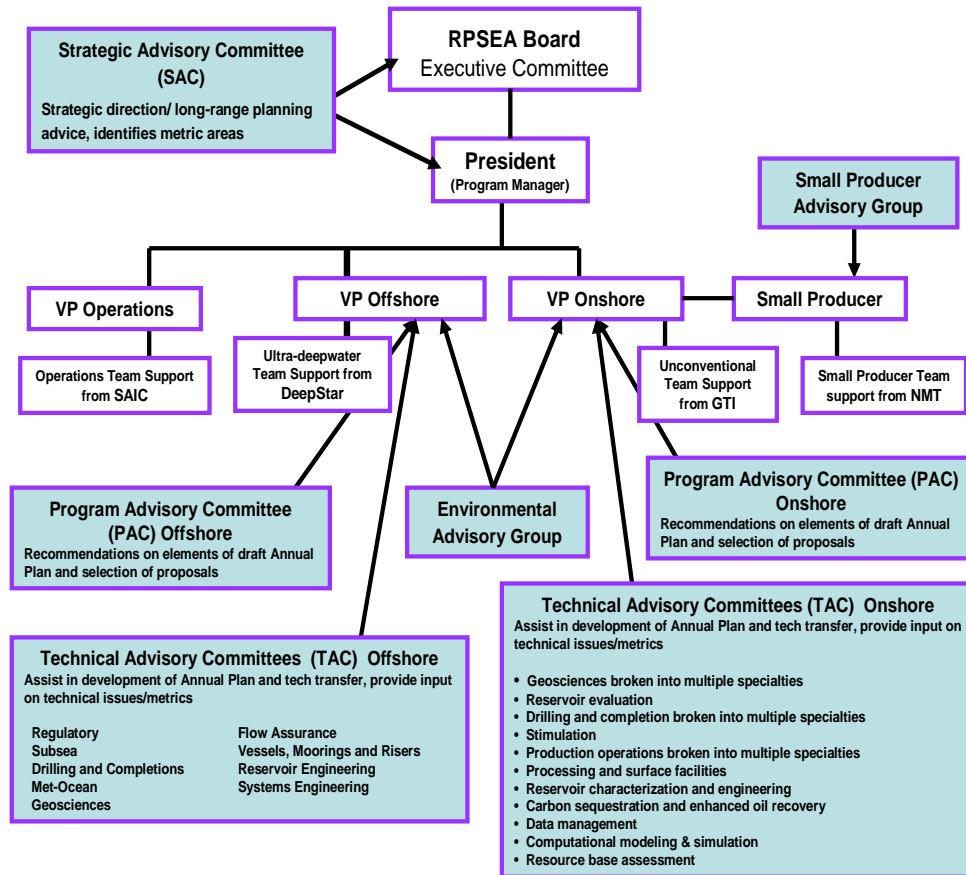 Strategic Advisory Committee
(SAC)
Strategic direction/ long-range planning
advice, identifies metric areas
RPSEA Board
Executive Committee
President
(Program Manager)
Small Producer
Advisory Group
VP Operations
VP Offshore
VP Onshore
Small Producer
Operations Team Support
from SAIC
Ultra-deepwater
Team Support from
DeepStar
Unconventional
Team Support
from GTI
Small Producer Team
support from NMT
Program Advisory Committee
(PAC) Offshore
Recommendations on elements of draft Annual
Plan and selection of proposals
Environmental
Advisory Group
Program Advisory Committee (PAC)
Onshore
Recommendations on elements of draft Annual
Plan and selection of proposals
Technical Advisory Committees (TAC) Offshore
Assist in development of Annual Plan and tech transfer, provide input
on technical issues/metrics
Regulatory
Subsea
Drilling and Completions
Met-Ocean
Geosciences
Flow Assurance
Vessels, Moorings and Risers
Reservoir Engineering
Systems Engineering
Technical Advisory Committees (TAC) Onshore
Assist in development of Annual Plan and tech transfer, provide input on
technical issues/metrics
• Geosciences broken into multiple specialties
• Reservoir evaluation
• Drilling and completion broken into multiple specialties
• Stimulation
• Production operations broken into multiple specialties
• Processing and surface facilities
• Reservoir characterization and engineering
• Carbon sequestration and enhanced oil recovery
• Data management
• Computational modeling & simulation
• Resource base assessment